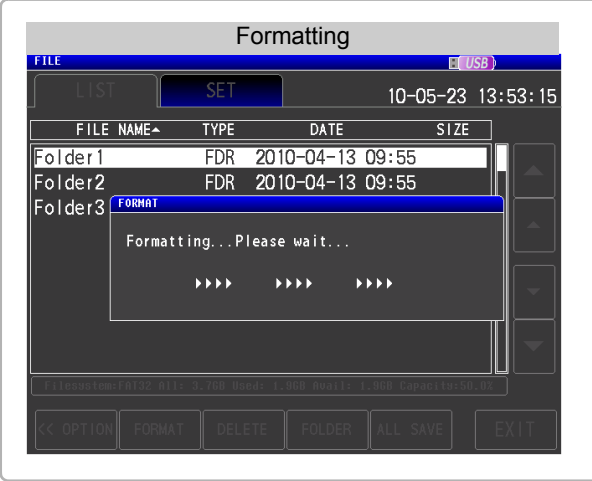 Formatting
FILE USB
LIST SET 10-05-23 13:53:15
FILE NAME TYPE DATE SIZE
Folder1 FDR 2010-04-13 09:55
Folder2 FDR 2010-04-13 09:55
Folder3
FORMAT
Formatting...Please wait...
Filesystem:FAT32 All: 3.7GB Used: 1.9GB Avail: 1.9GB Capacity:50.8%
<< OPTION FORMAT DELETE FOLDER ALL SAVE EXIT